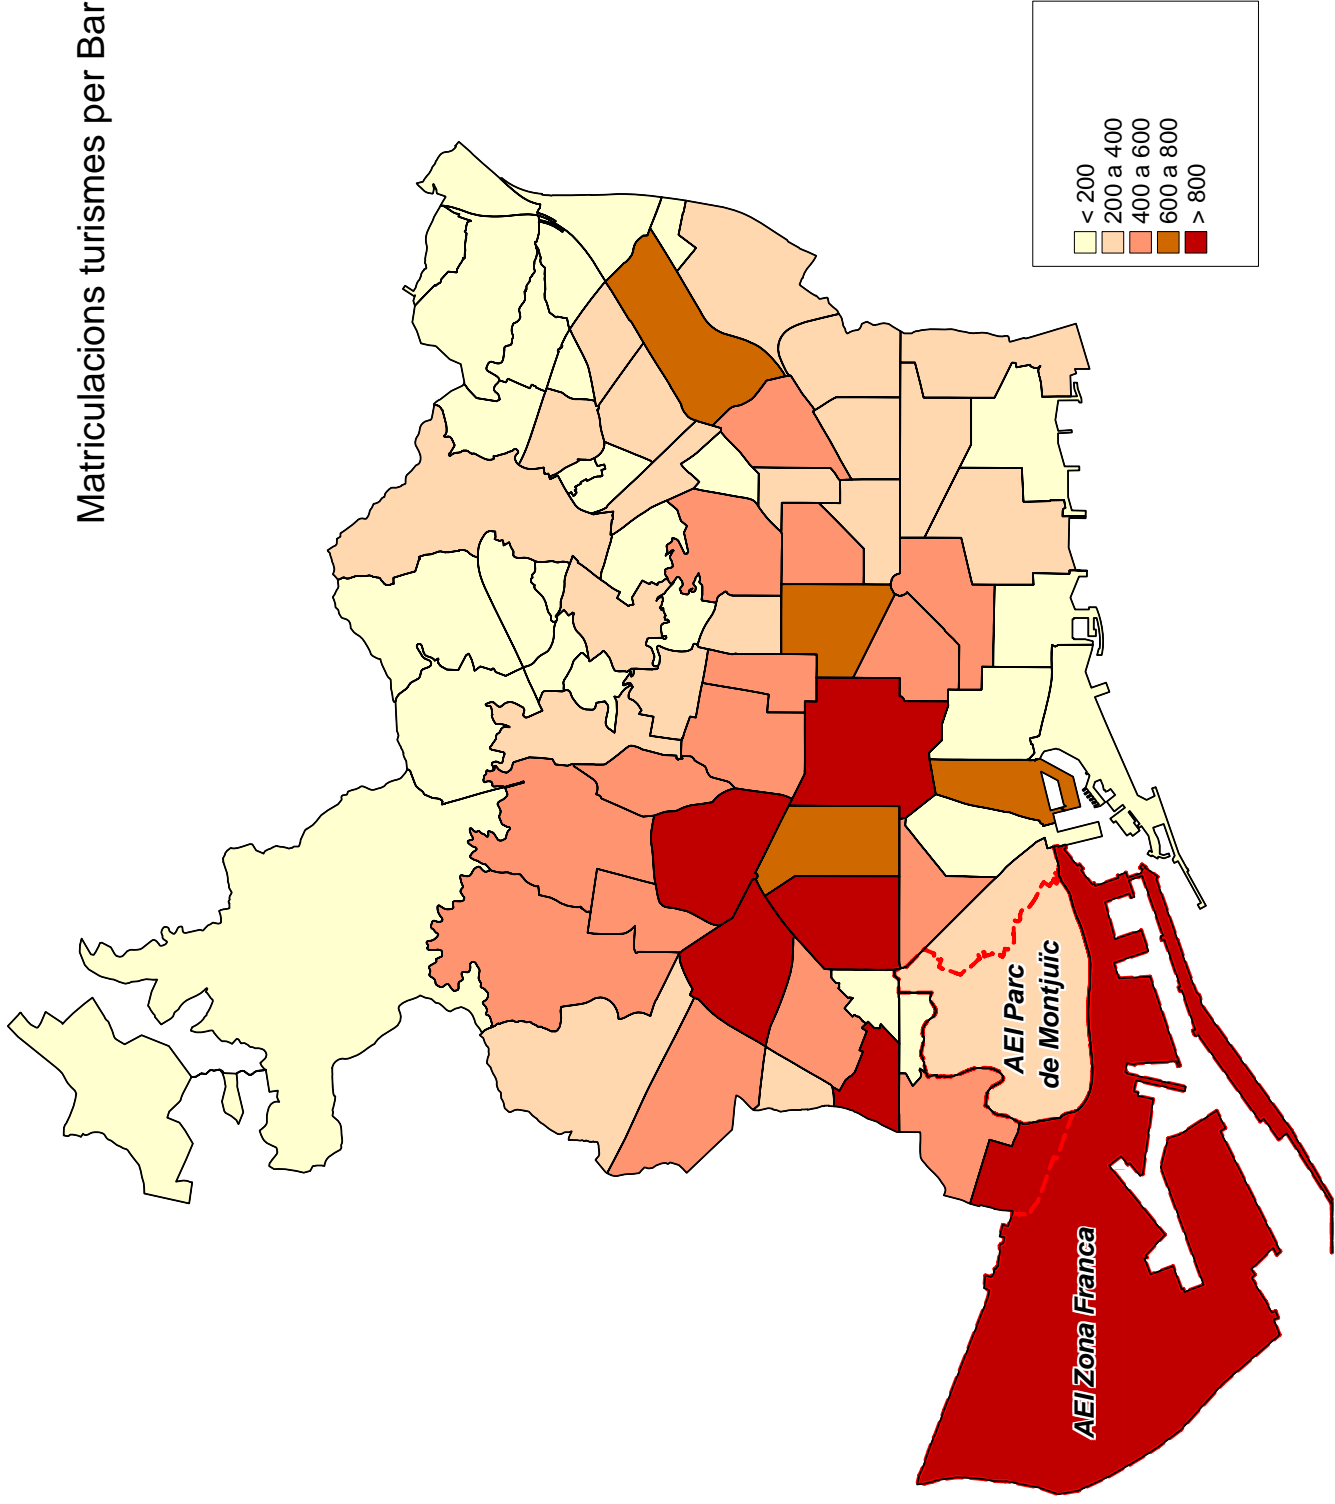 Matriculacions turismes per Bar
< 200
200 a 400
400 a 600
600 a 800
> 800
AEI Parc
de Montjuïc
AEI Zona Franca